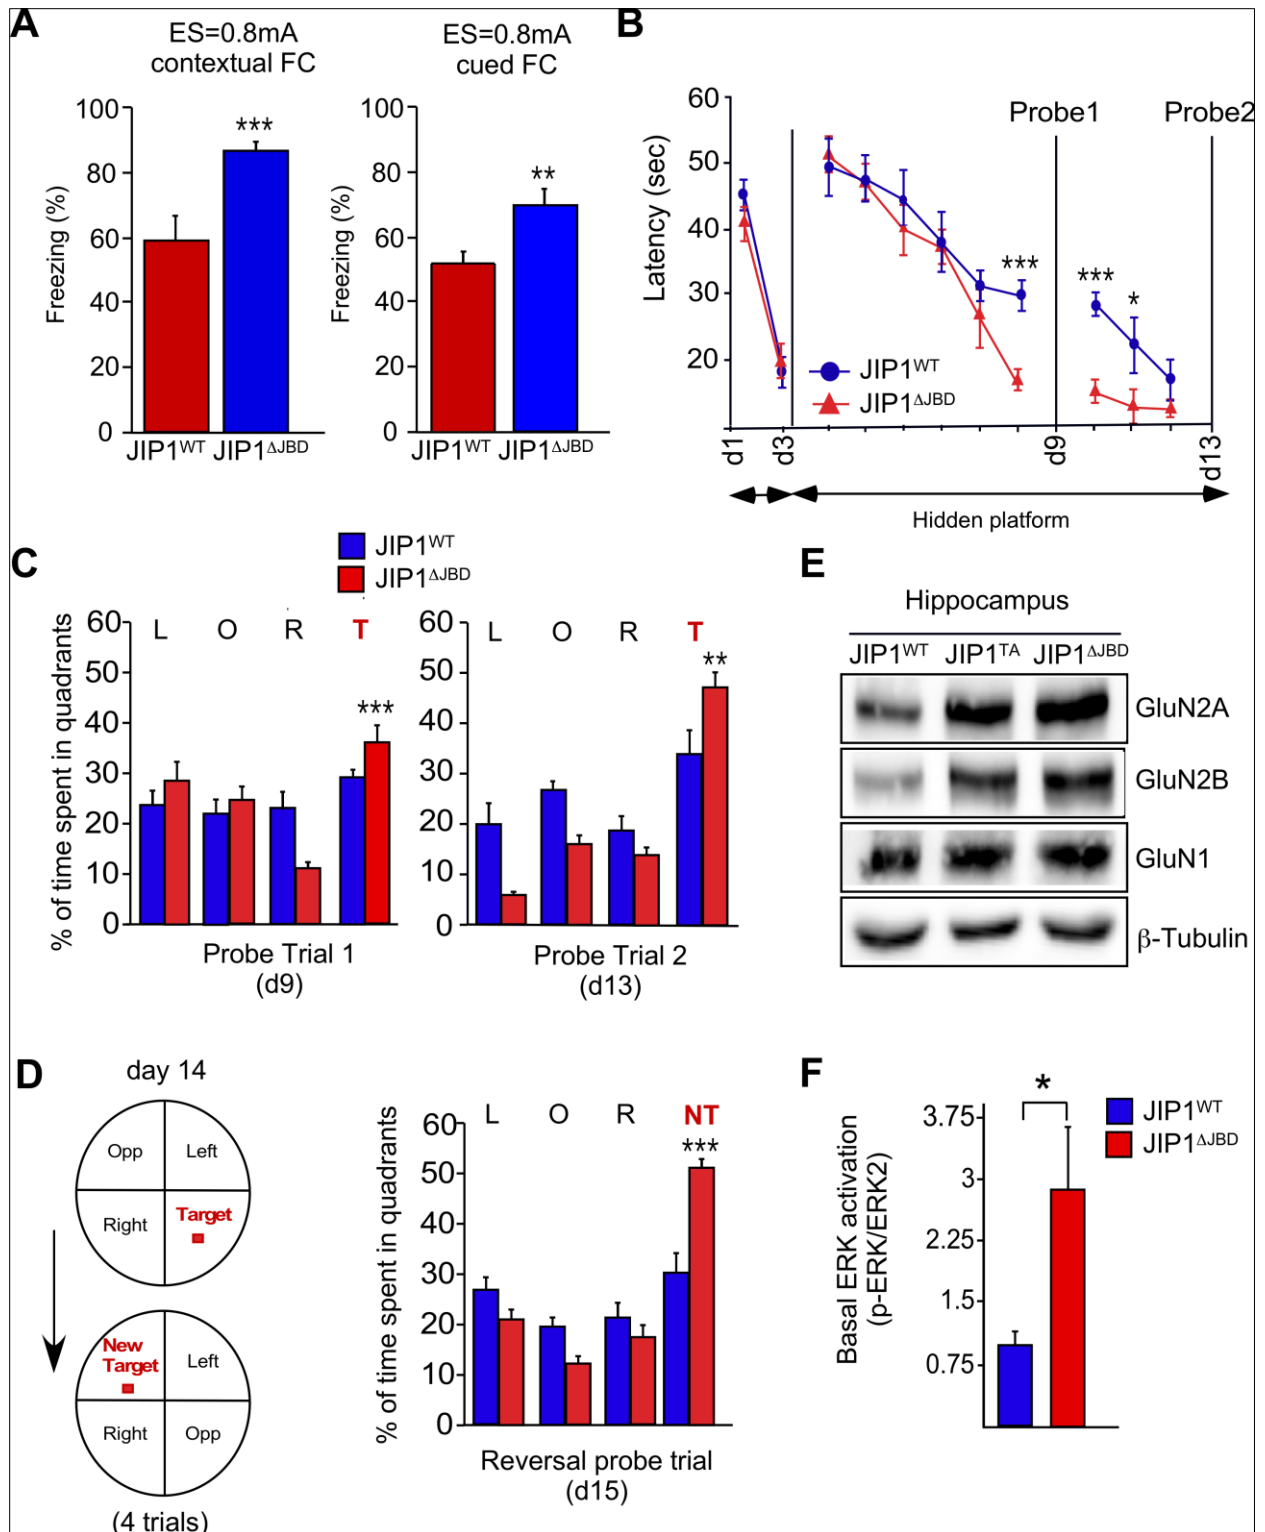 A
ES=0.8mA
contextual FC
ES=0.8mA
cued FC
Freezing (%)
100
80
60
40
20
0
***
JIP1WT JIP1ΔJBD
Freezing (%)
100
80
60
40
20
0
**
JIP1WT JIP1ΔJBD
B
Latency (sec)
60
50
40
30
20
Probe1
Probe2
***
***
*
JIP1WT
JIP1ΔJBD
d1
d3
d9
d13
Hidden platform
C
JIP1WT
JIP1ΔJBD
% of time spent in quadrants
60
50
40
30
20
10
0
L O R T
***
Probe Trial 1
(d9)
60
50
40
30
20
10
0
L O R T
**
Probe Trial 2
(d13)
E
Hippocampus
JIP1WT JIP1TA JIP1ΔJBD
GluN2A
GluN2B
GluN1
β-Tubulin
D
day 14
Opp Left
Right Target
New
Target
Left
Right Opp
(4 trials)
% of time spent in quadrants
60
50
40
30
20
10
0
L O R NT
***
Reversal probe trial
(d15)
F
Basal ERK activation
(p-ERK/ERK2)
3.75
3
2.25
1.5
0.75
*
JIP1WT
JIP1ΔJBD